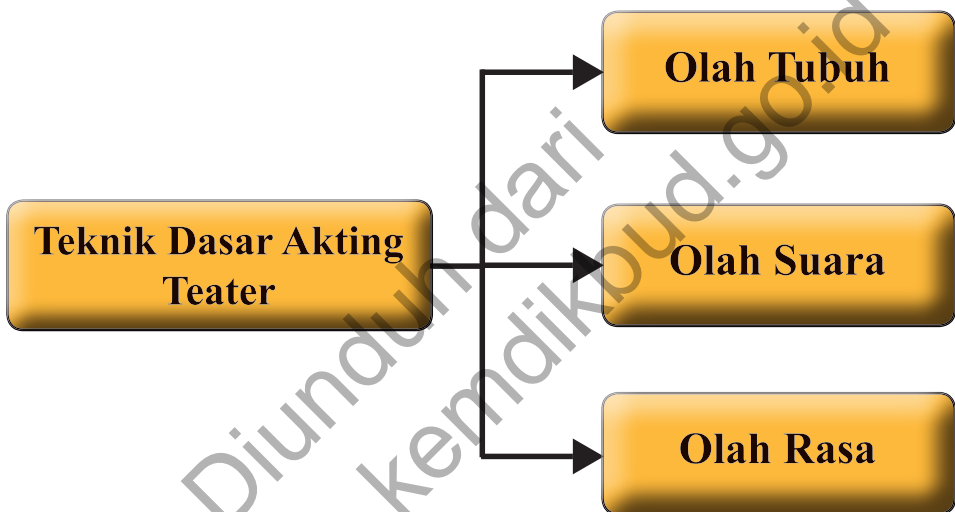 Olah Tubuh
Teknik Dasar Akting
Teater
Olah Suara
Olah Rasa
Diunduh dari
kemdikbud.go.id